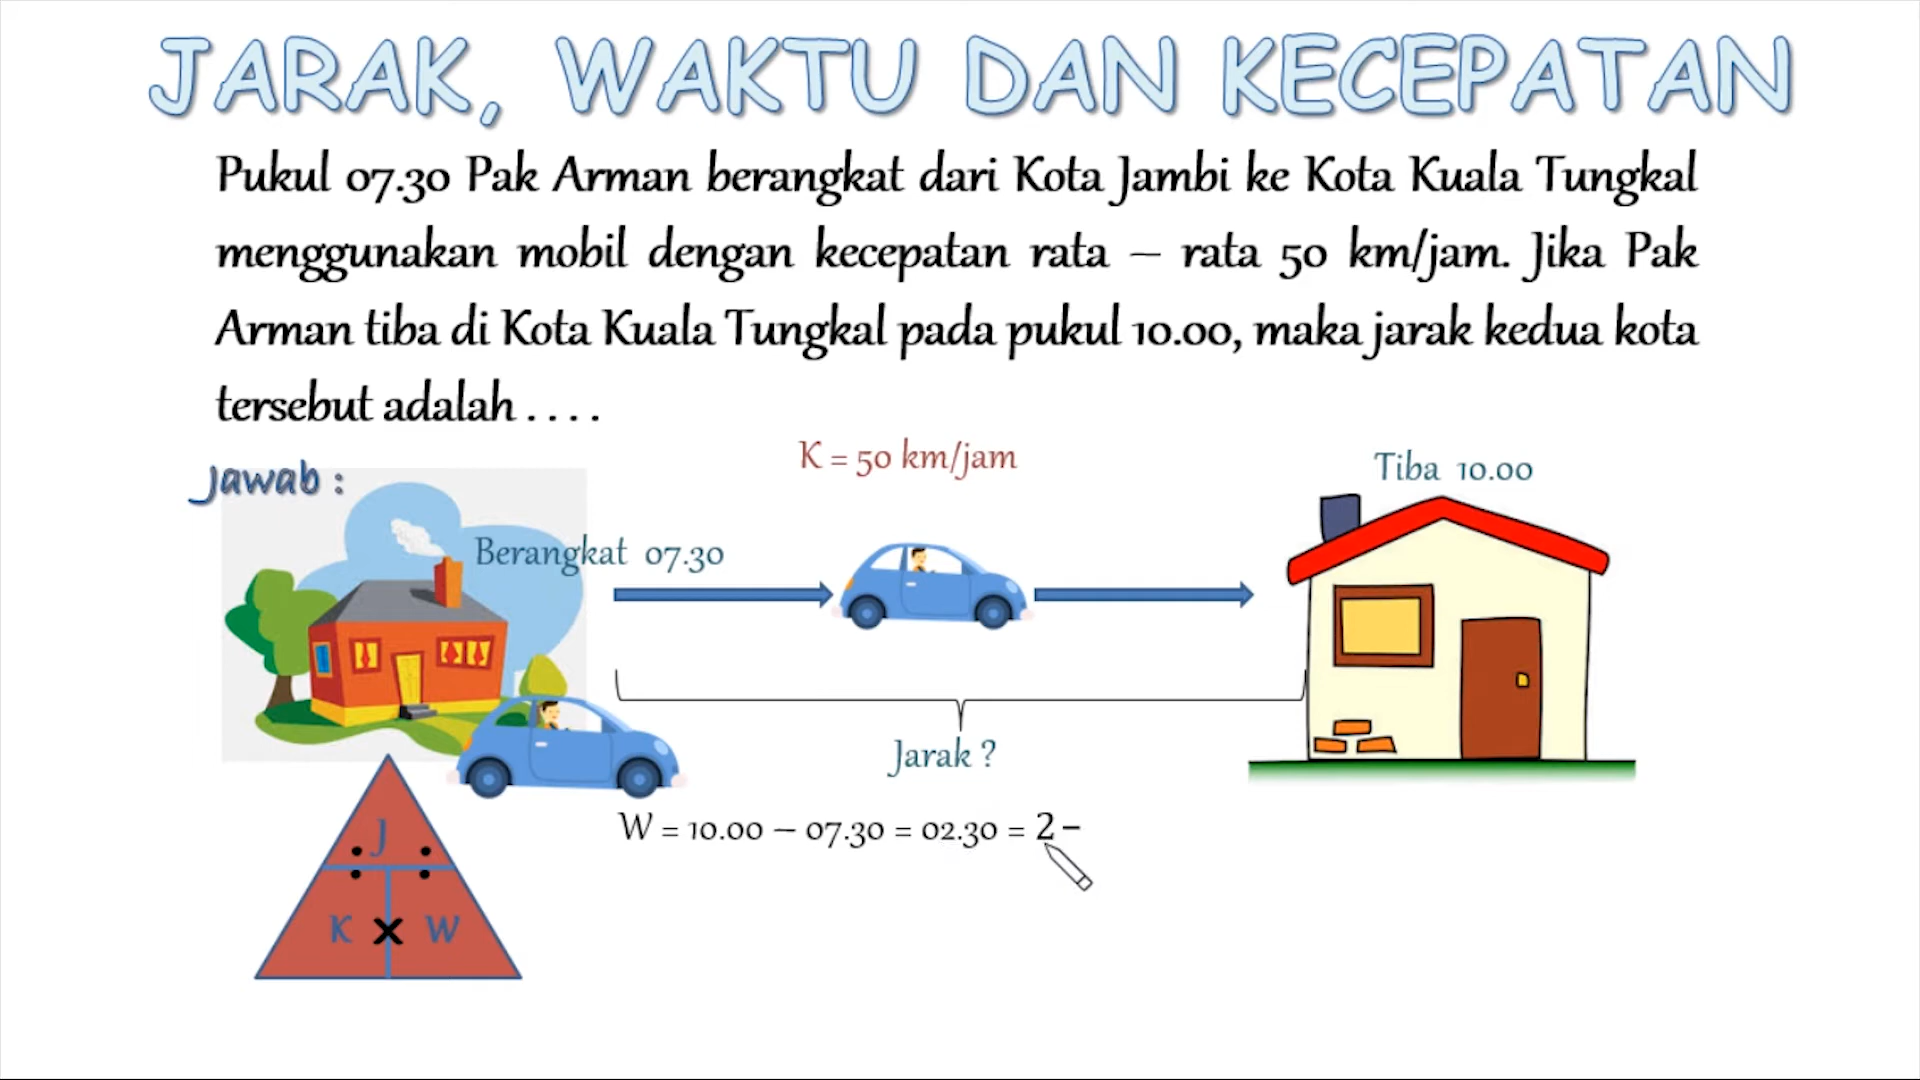 JARAK, WAKTU DAN KECEPATAN
Pukul 07.30 Pak Arman berangkat dari Kota Jambi ke Kota Kuala Tungkal
menggunakan mobil dengan kecepatan rata – rata 50 km/jam. Jika Pak
Arman tiba di Kota Kuala Tungkal pada pukul 10.00, maka jarak kedua kota
tersebut adalah . . . .
Jawab :
K = 50 km/jam
Tiba 10.00
Berangkat 07.30
Jarak ?
W = 10.00 – 07.30 = 02.30 = 2 –
J
K × W